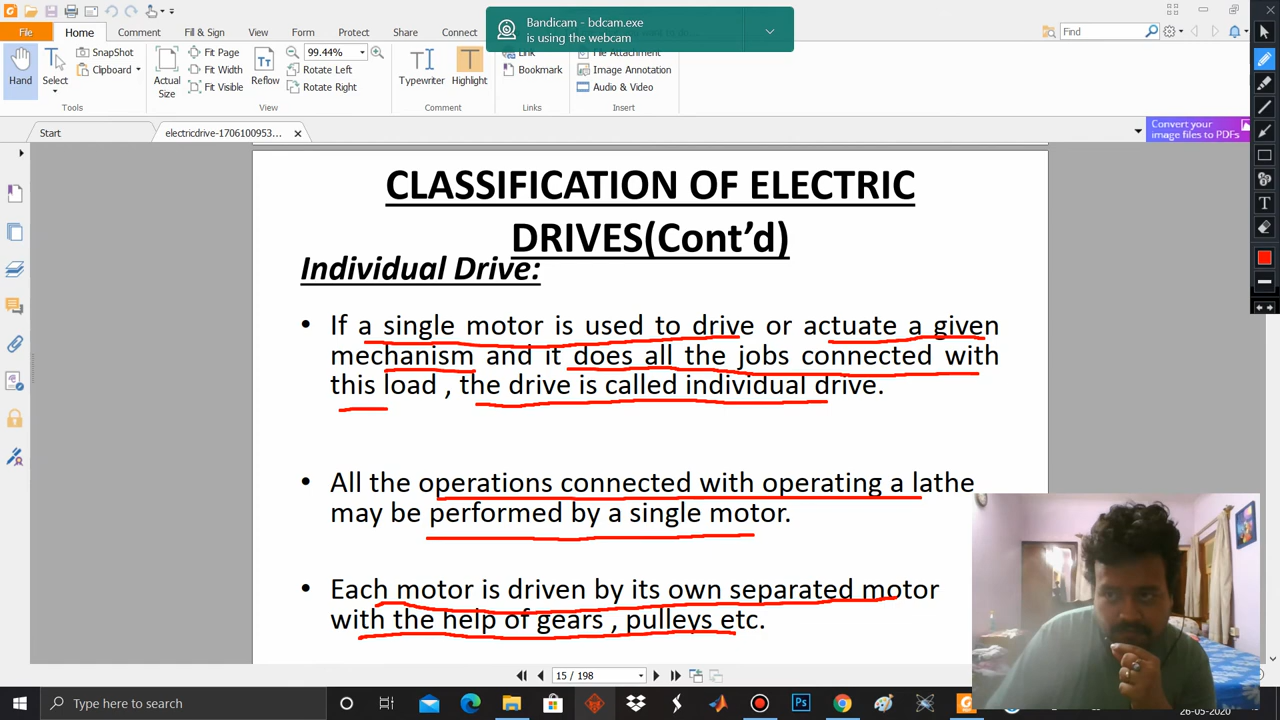 Bandicam - bdcam.exe
is using the webcam
File Home Comment Fill & Sign View Form Protect Share Connect
Find
Hand
Select
SnapShot
Clipboard
Actual
Size
Fit Page
Fit Width
Fit Visible
Reflow
99.44%
Rotate Left
Rotate Right
Typewriter
Highlight
Link
Bookmark
File Attachment
Image Annotation
Audio & Video
Tools View Comment Links Insert
Start
electricdrive-1706100953...
Convert your
image files to PDFs
CLASSIFICATION OF ELECTRIC
DRIVES(Cont'd)
Individual Drive:
• If a single motor is used to drive or actuate a given
mechanism and it does all the jobs connected with
this load , the drive is called individual drive.
• All the operations connected with operating a lathe
may be performed by a single motor.
• Each motor is driven by its own separated motor
with the help of gears , pulleys etc.
15 / 198
Type here to search
26-05-2020